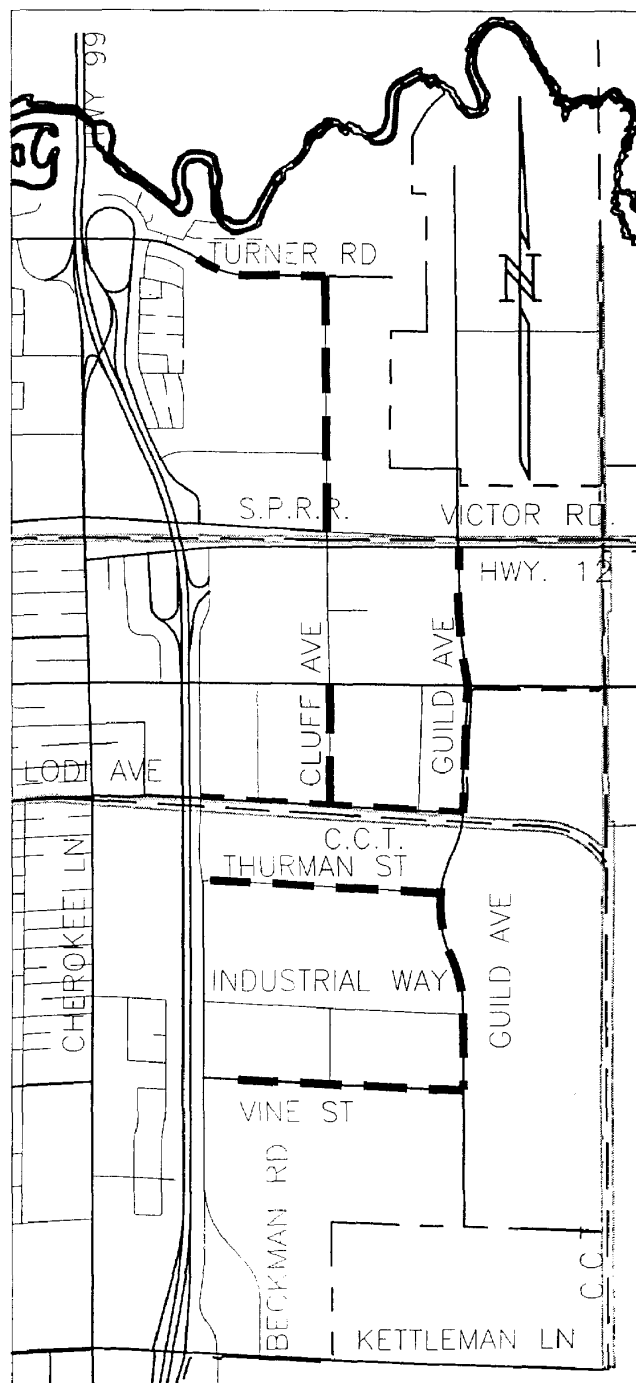 HWY 99
TURNER RD
N
S.P.R.R.
VICTOR RD.
HWY. 12
CLUFF AVE
GUILD AVE
LODI AVE
C.C.T.
THURMAN ST
CHEROKEE LN
INDUSTRIAL WAY
GUILD AVE
VINE ST
BECKMAN RD
C.C.T.
KETTLEMAN LN